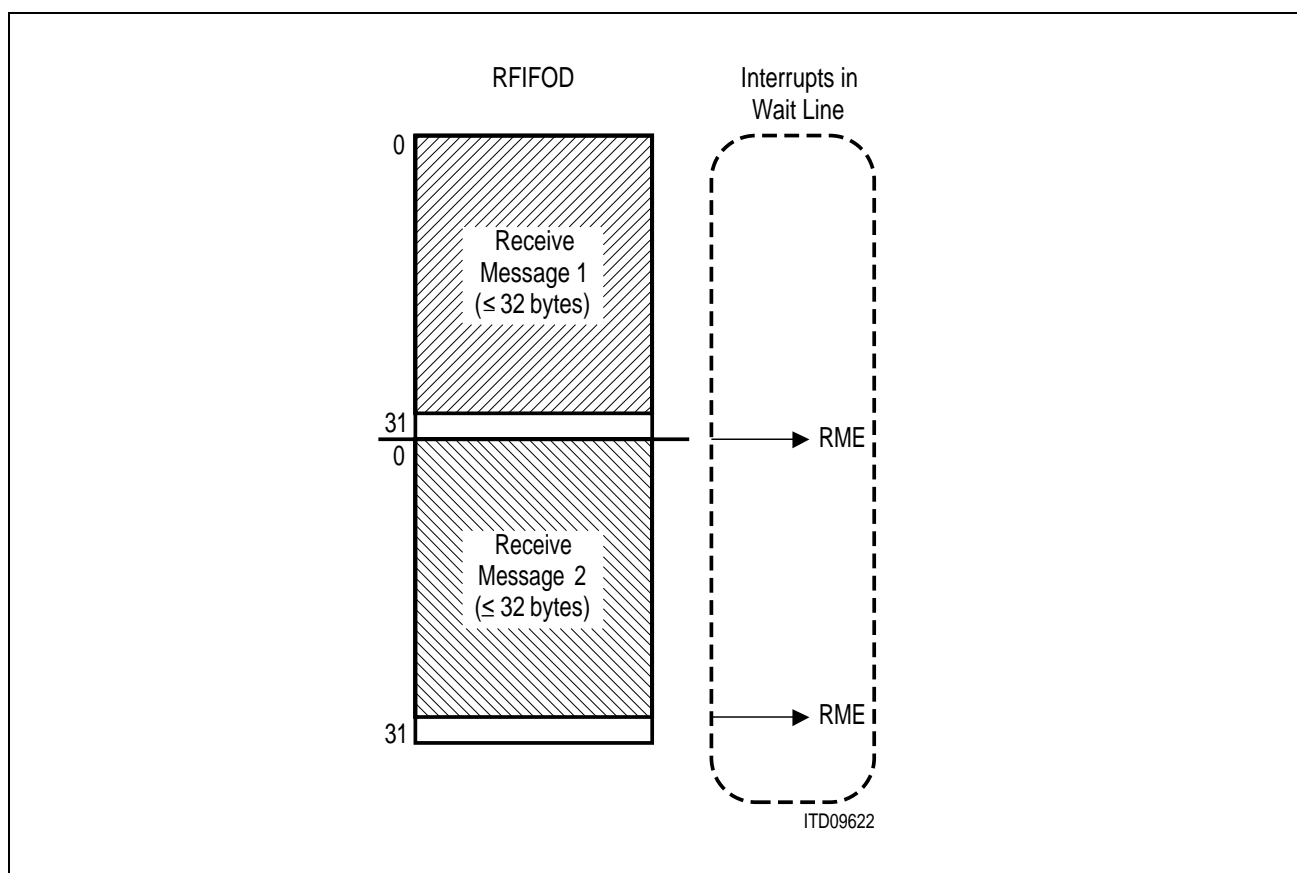 RFIFOD
Interrupts in
Wait Line
0
Receive
Message 1
(≤ 32 bytes)
31
RME
0
Receive
Message 2
(≤ 32 bytes)
RME
31
ITD09622